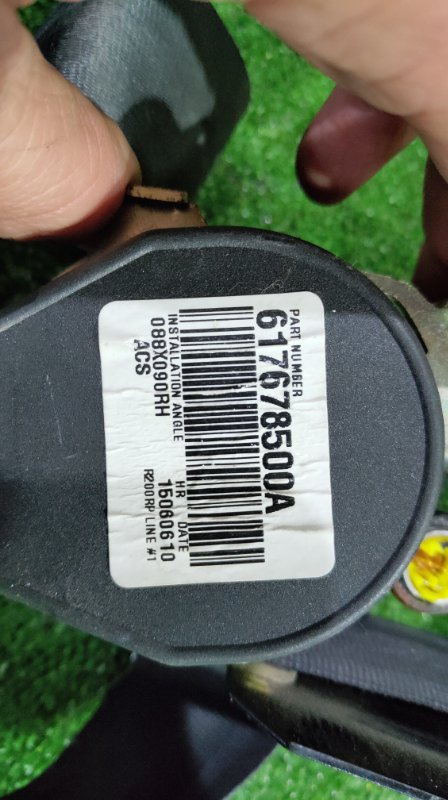 PART NUMBER
617678500A
INSTALLATION ANGLE
088X090RH
ACS
HR DATE
15060610
R200RP LINE #1